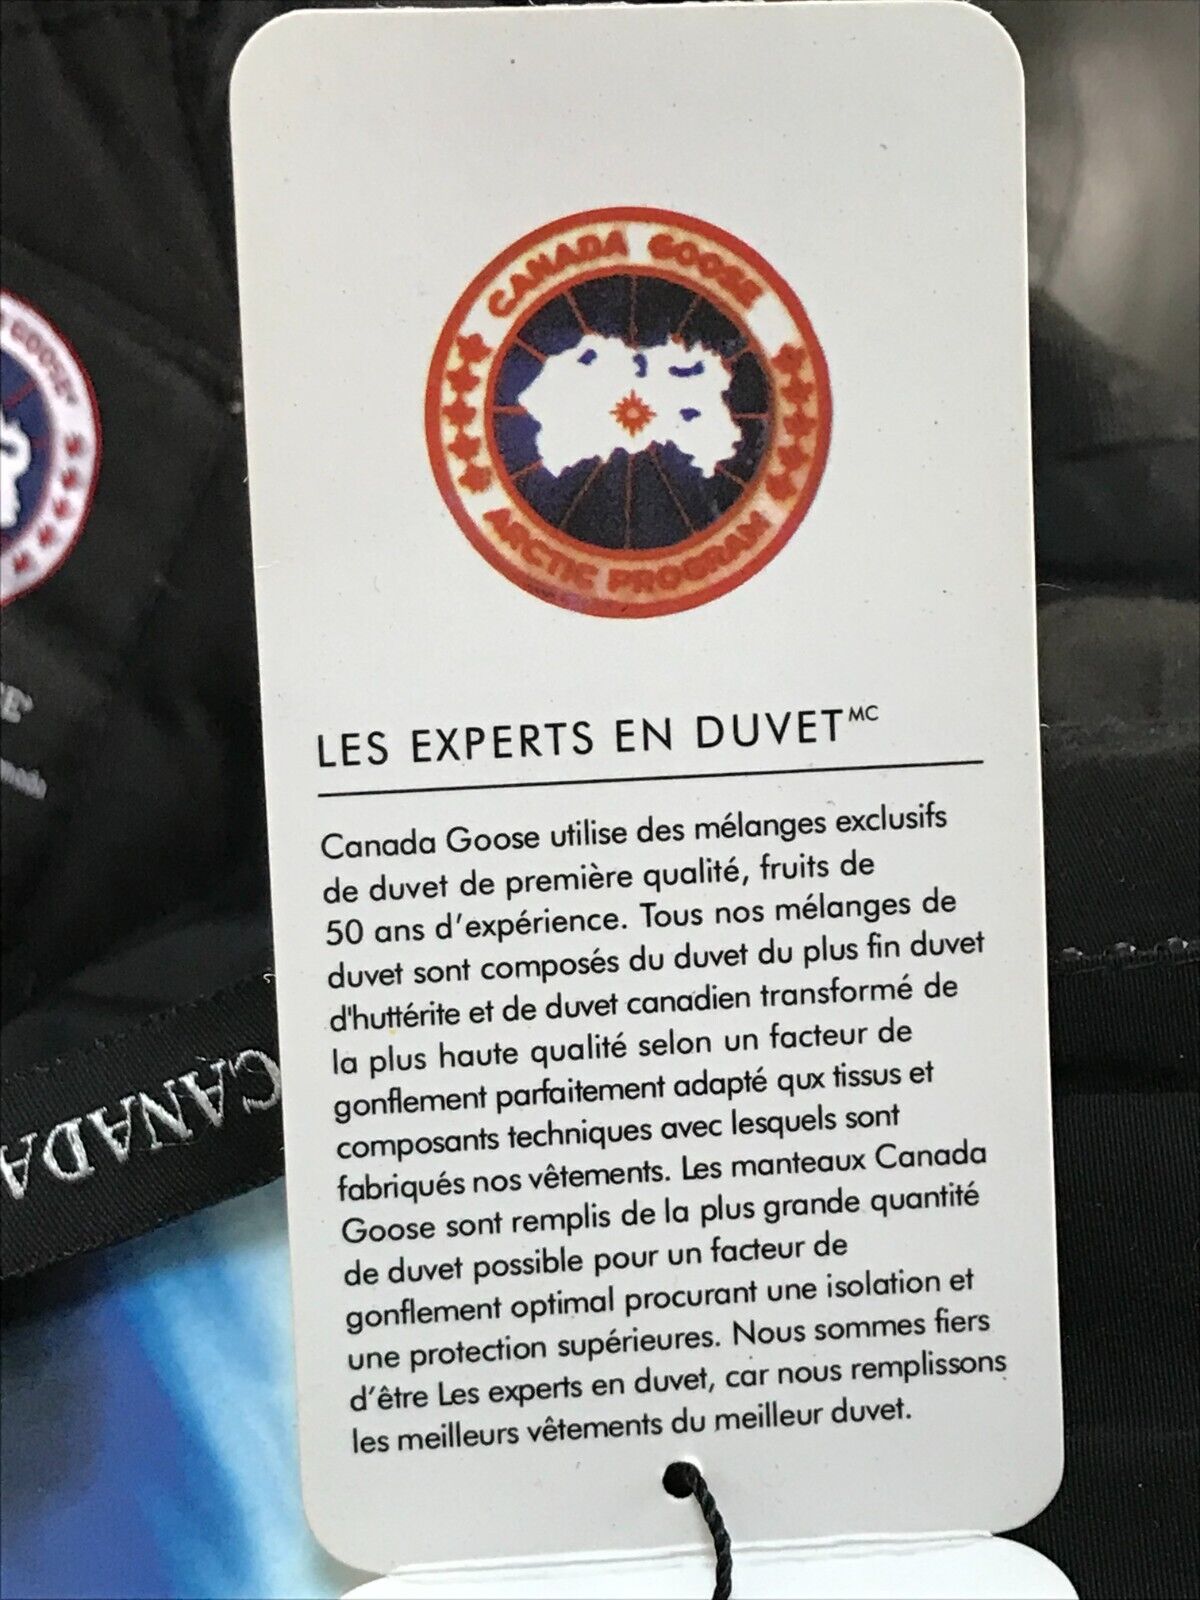 CANADA GOOSE
ARCTIC PROGRAM
GOOSE
LES EXPERTS EN DUVET MC
Canada Goose utilise des mélanges exclusifs
de duvet de première qualité, fruits de
50 ans d'expérience. Tous nos mélanges de
duvet sont composés du duvet du plus fin duvet
d'huttérite et de duvet canadien transformé de
la plus haute qualité selon un facteur de
gonflement parfaitement adapté qux tissus et
composants techniques avec lesquels sont
fabriqués nos vêtements. Les manteaux Canada
Goose sont remplis de la plus grande quantité
de duvet possible pour un facteur de
gonflement optimal procurant une isolation et
une protection supérieures. Nous sommes fiers
d'être Les experts en duvet, car nous remplissons
les meilleurs vêtements du meilleur duvet.
CANADA